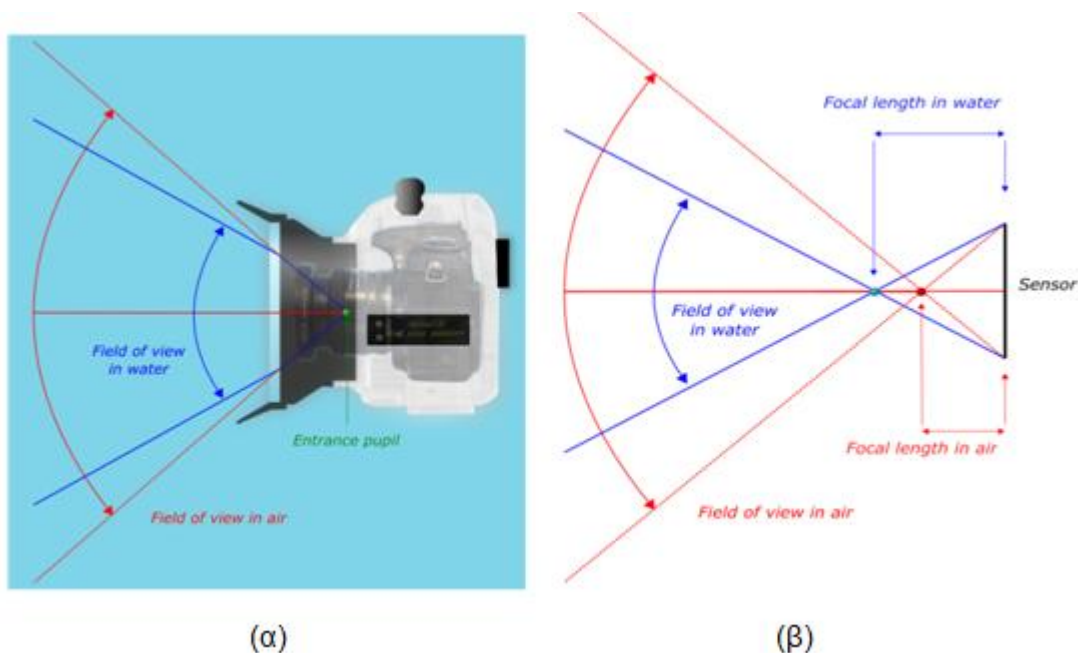 Field of view
in water
Entrance pupil
Field of view in air
(α)
Focal length in water
Sensor
Field of view
in water
Focal length in air
Field of view in air
(β)